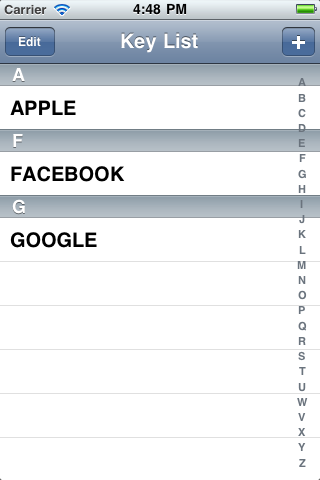 Carrier 4:48 PM
Edit Key List +
A
APPLE
F
FACEBOOK
G
GOOGLE
A
B
C
D
E
F
G
H
I
J
K
L
M
N
O
P
Q
R
S
T
U
W
V
X
Y
Z